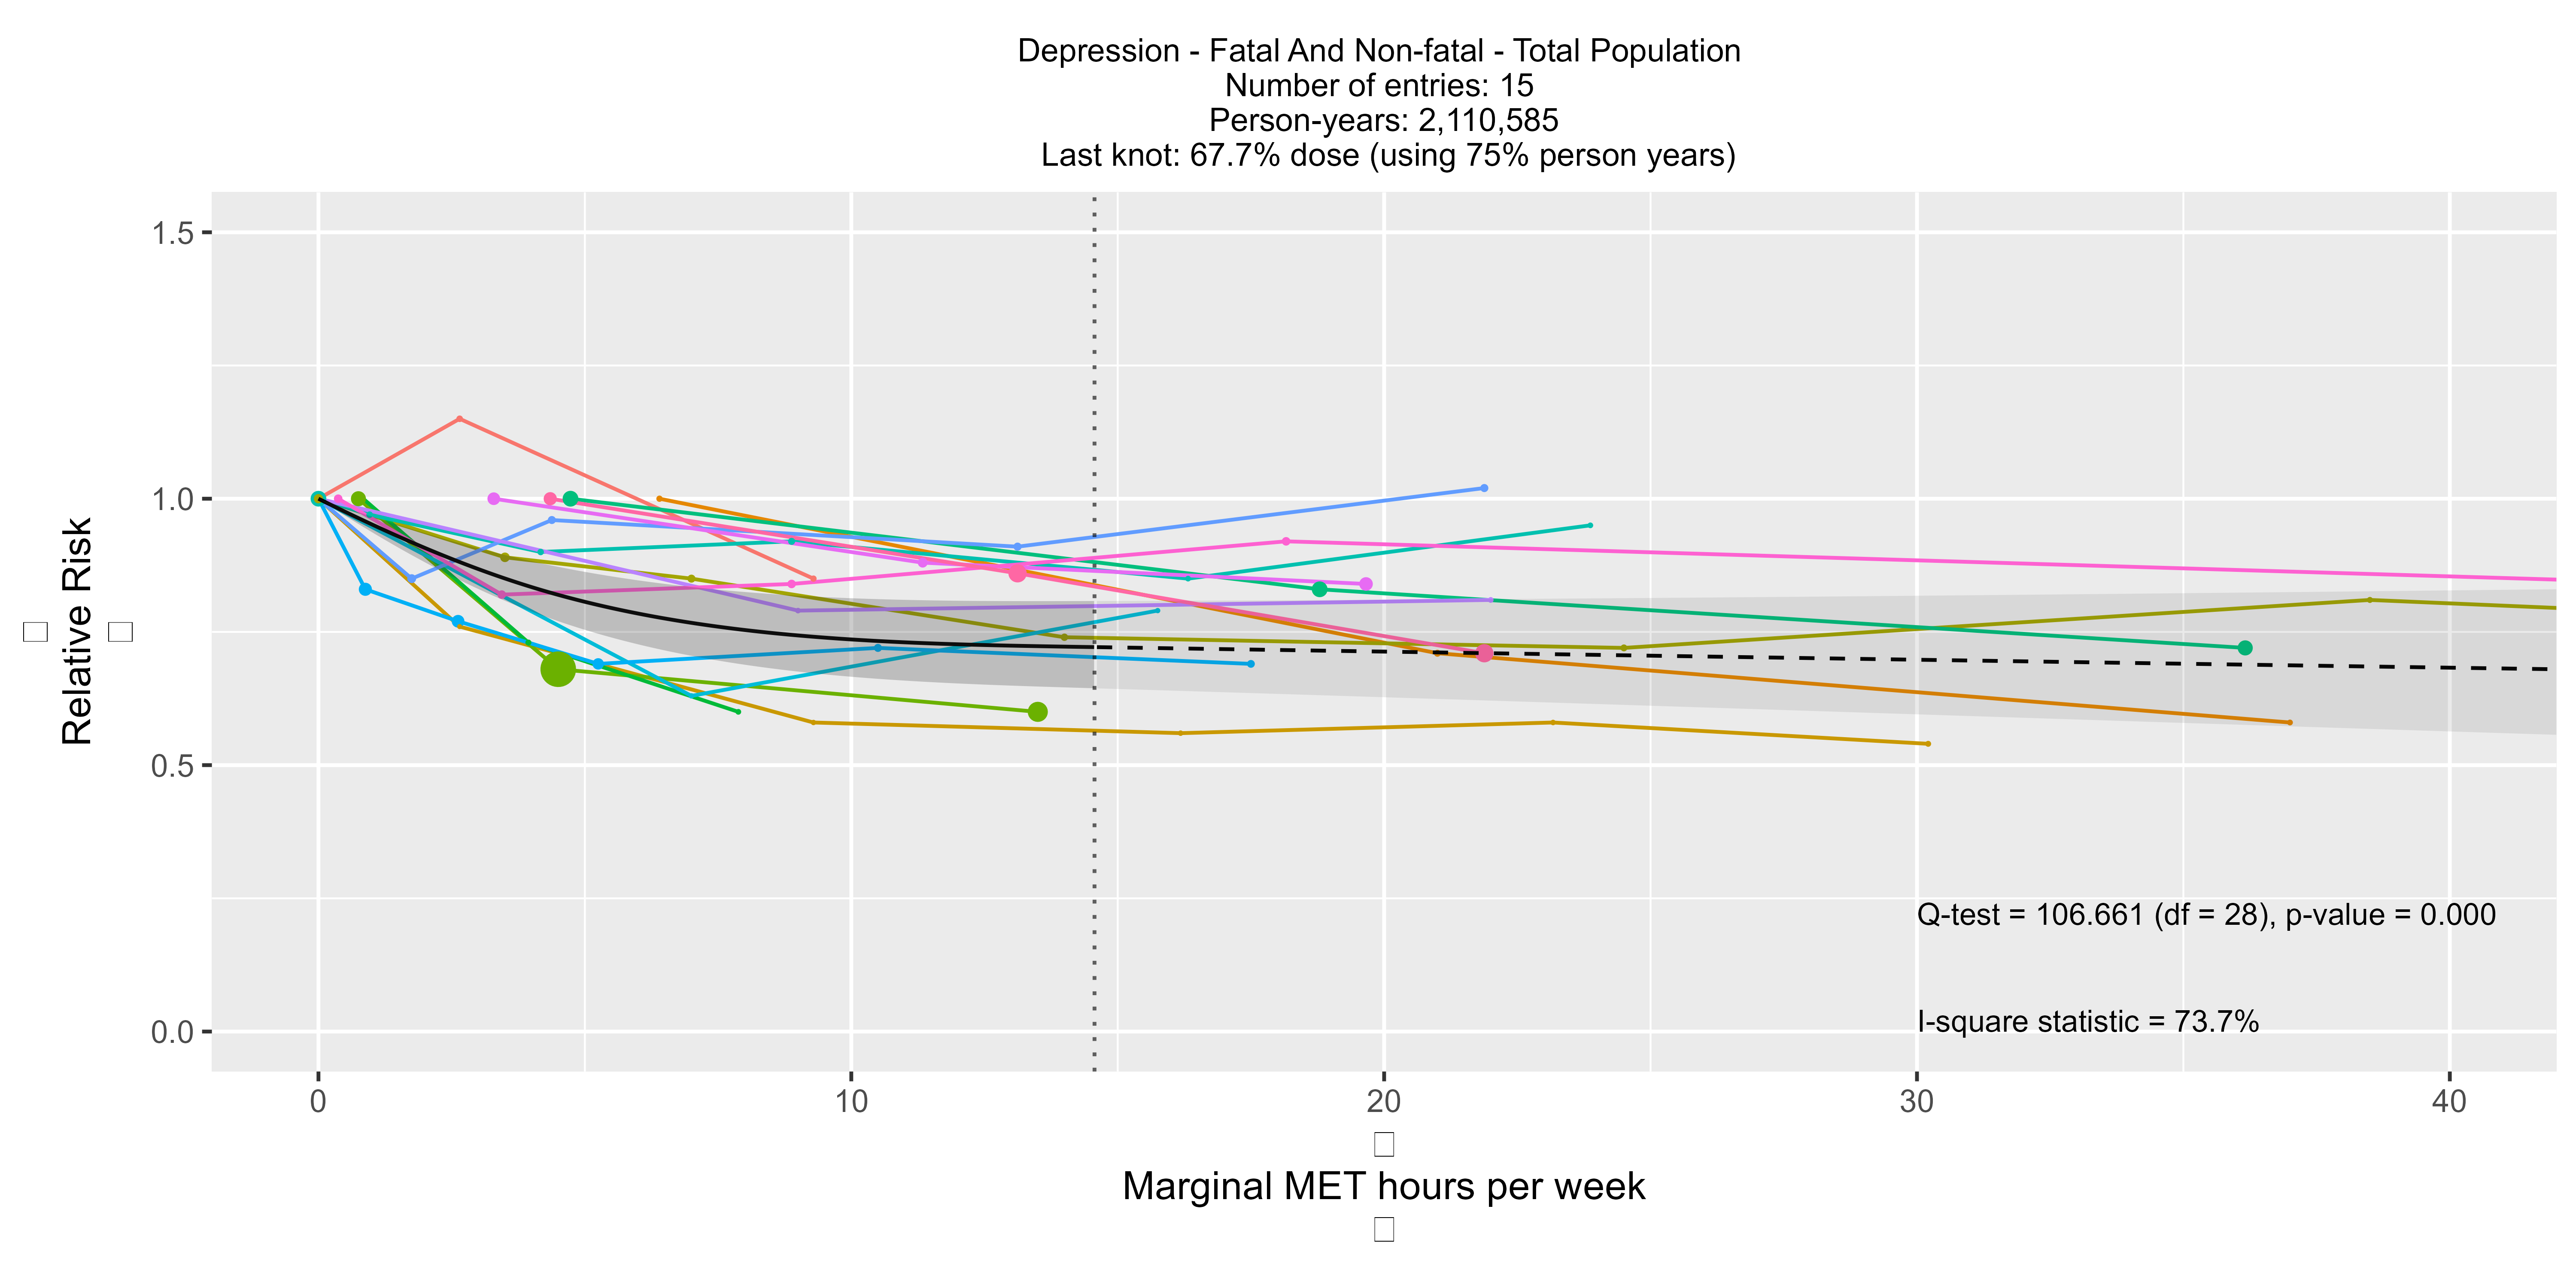 Depression - Fatal And Non-fatal - Total Population
Number of entries: 15
Person-years: 2,110,585
Last knot: 67.7% dose (using 75% person years)
1.5
1.0
0.5
0.0
Relative Risk
Q-test = 106.661 (df = 28), p-value = 0.000
I-square statistic = 73.7%
0 10 20 30 40
Marginal MET hours per week